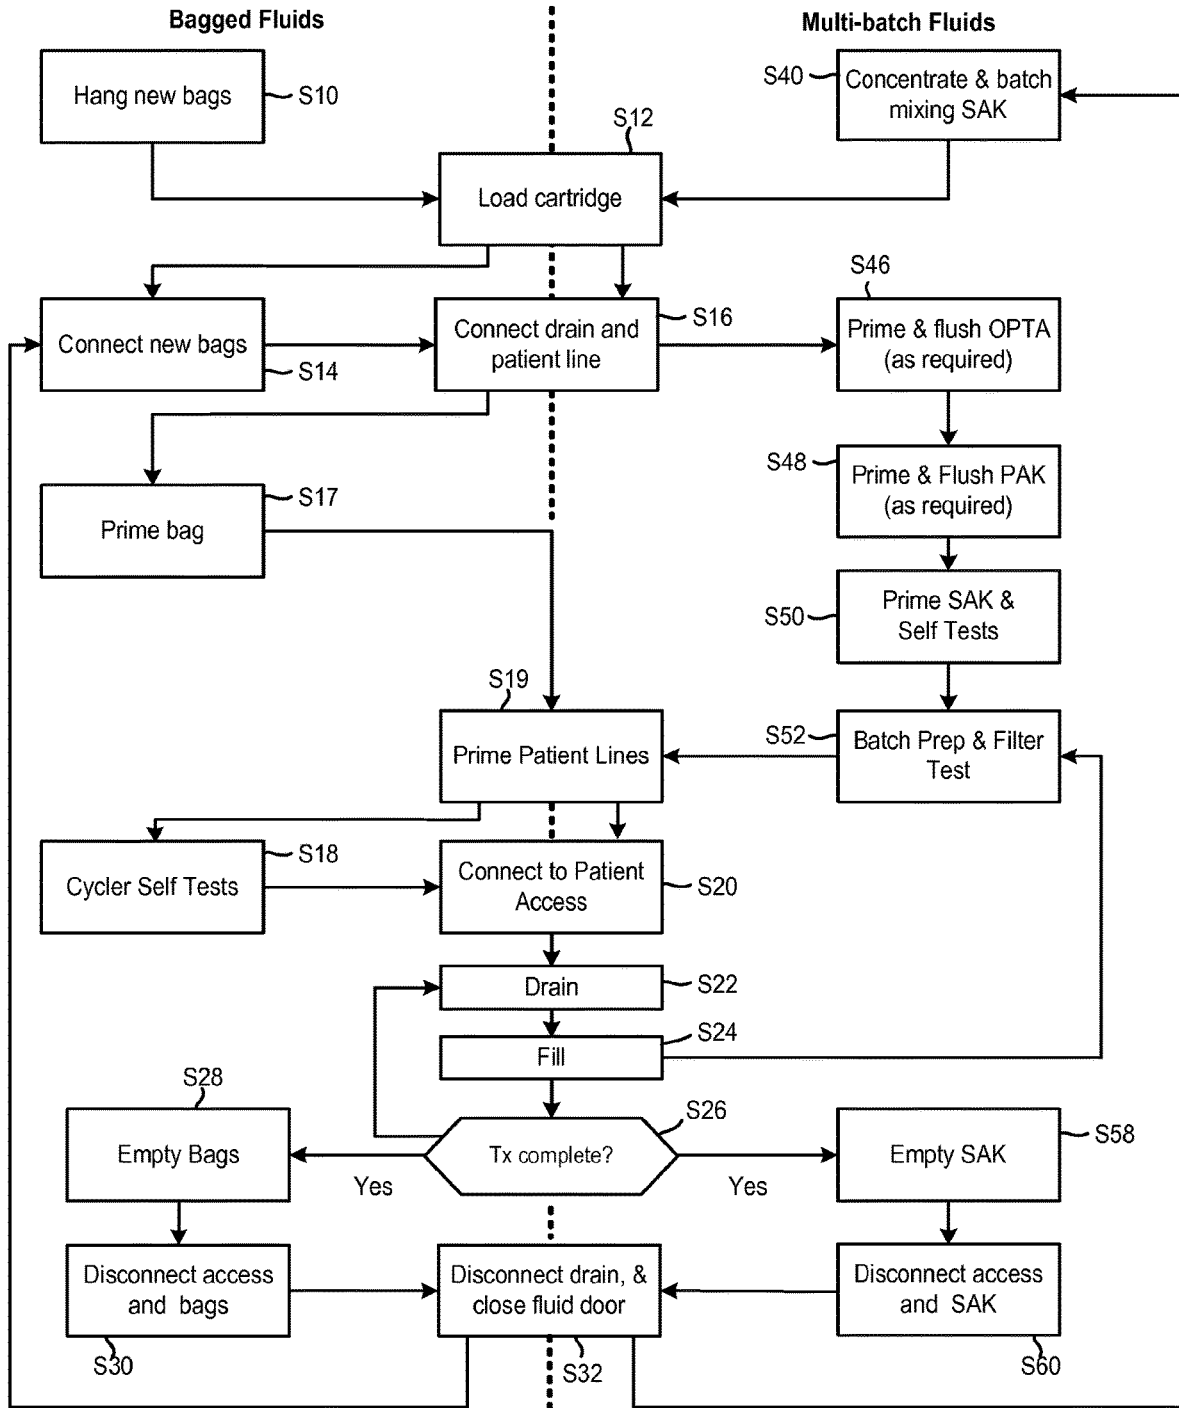 Bagged Fluids
Multi-batch Fluids
Hang new bags
S10
S12
S40
Concentrate & batch
mixing SAK
Load cartridge
Connect new bags
S14
Connect drain and
patient line
S16
S46
Prime & flush OPTA
(as required)
S48
Prime & Flush PAK
(as required)
Prime bag
S17
S50
Prime SAK &
Self Tests
S19
Prime Patient Lines
S52
Batch Prep & Filter
Test
Cycler Self Tests
S18
Connect to Patient
Access
S20
Drain
S22
Fill
S24
S28
Empty Bags
Yes
Tx complete?
S26
Yes
Empty SAK
S58
Disconnect access
and bags
S30
Disconnect drain, &
close fluid door
S32
Disconnect access
and SAK
S60